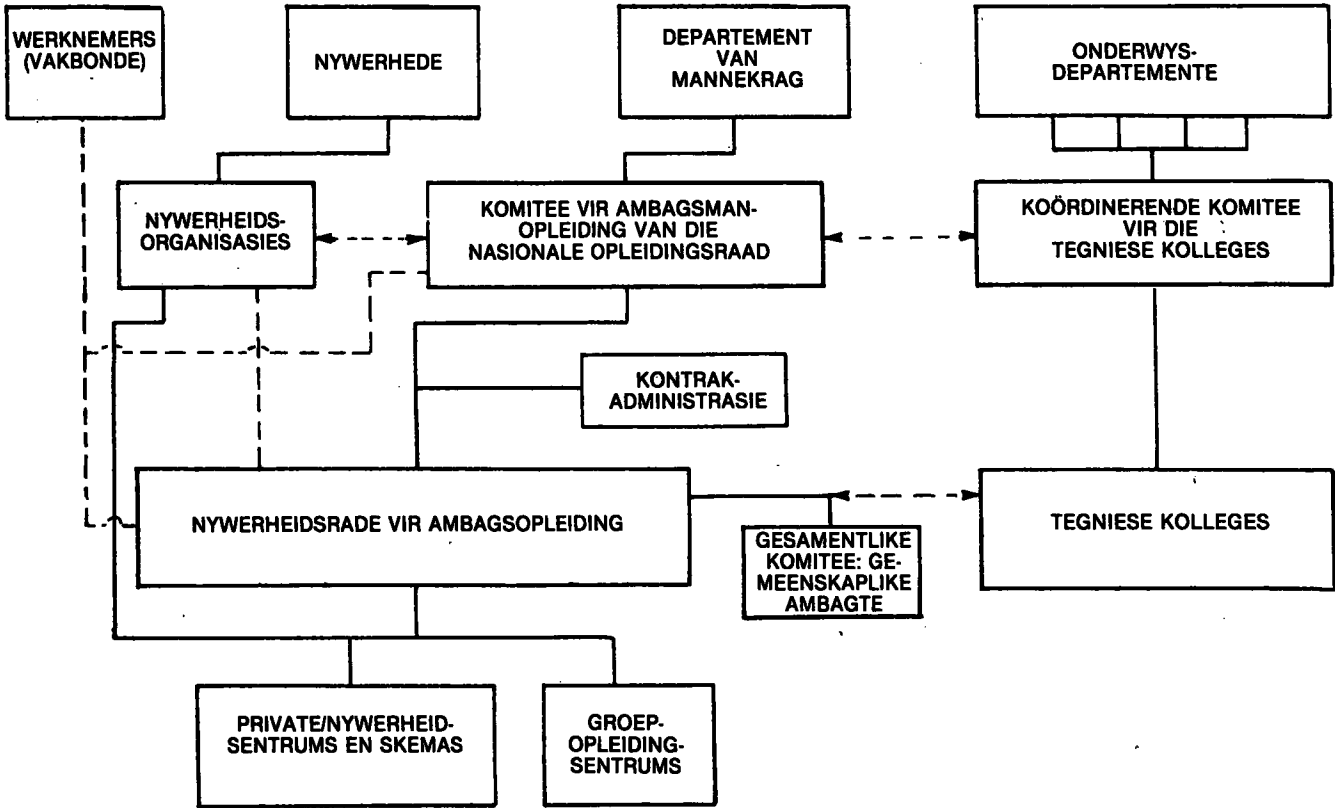 WERKNEMERS
(VAKBONDE)
NYWERHEDE
DEPARTEMENT
VAN
MANNEKRAG
ONDERWYS-
DEPARTEMENTE
NYWERHEIDS-
ORGANISASIES
KOMITEE VIR AMBAGSMAN-
OPLEIDING VAN DIE
NASIONALE OPLEIDINGSRAAD
KOÖRDINERENDE KOMITEE
VIR DIE
TEGNIESE KOLLEGES
KONTRAK-
ADMINISTRASIE
NYWERHEIDSRADE VIR AMBAGSOPLEIDING
GESAMENTLIKE
KOMITEE: GE-
MEENSKAPLIKE
AMBAGTE
TEGNIESE KOLLEGES
PRIVATE/NYWERHEID-
SENTRUMS EN SKEMAS
GROEP-
OPLEIDING-
SENTRUMS